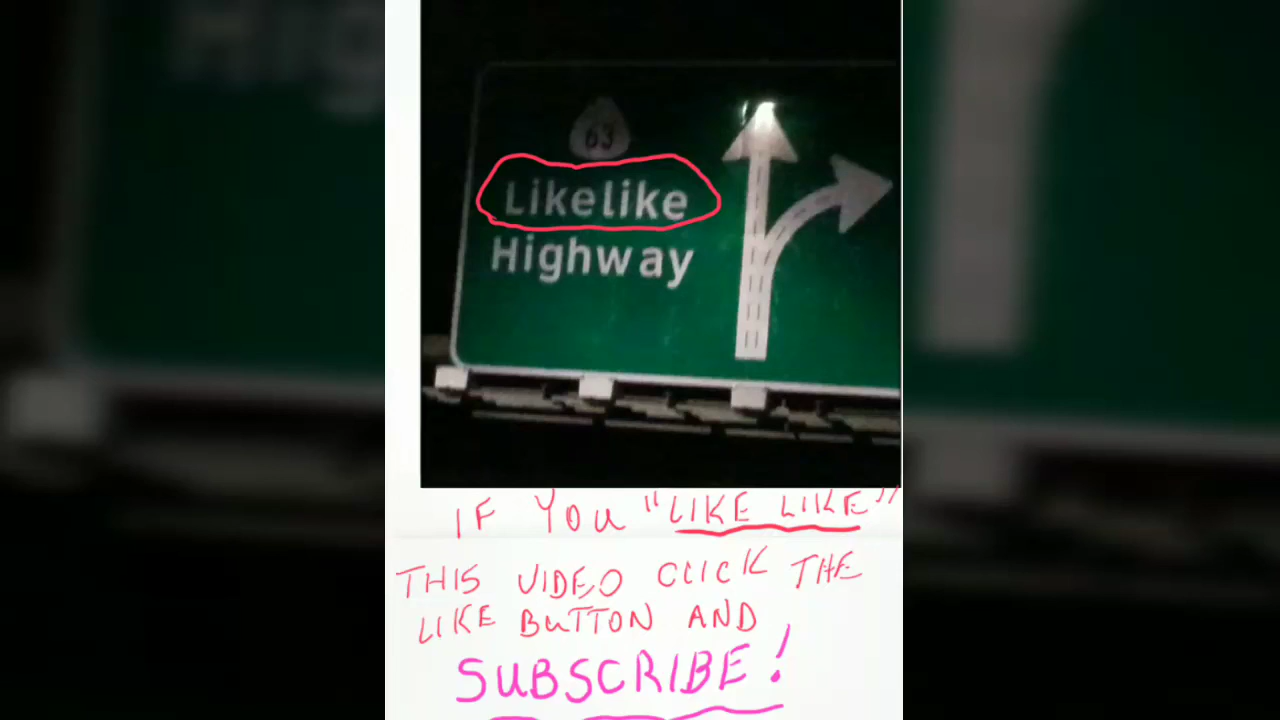 63
Likelike
Highway
IF YOU "LIKE LIKE"
THIS VIDEO CLICK THE
LIKE BUTTON AND
SUBSCRIBE!